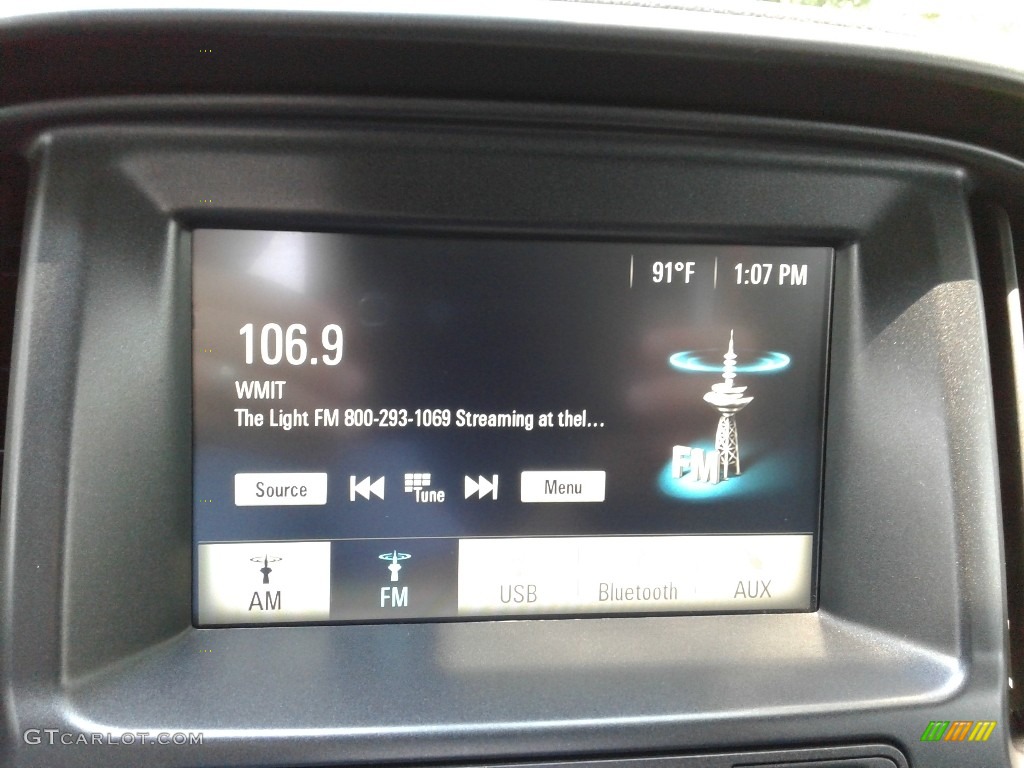 91°F 1:07 PM
106.9
WMIT
The Light FM 800-293-1069 Streaming at thel...
FM
Source Tune Menu
AM FM USB Bluetooth AUX
GTCARLOT.COM